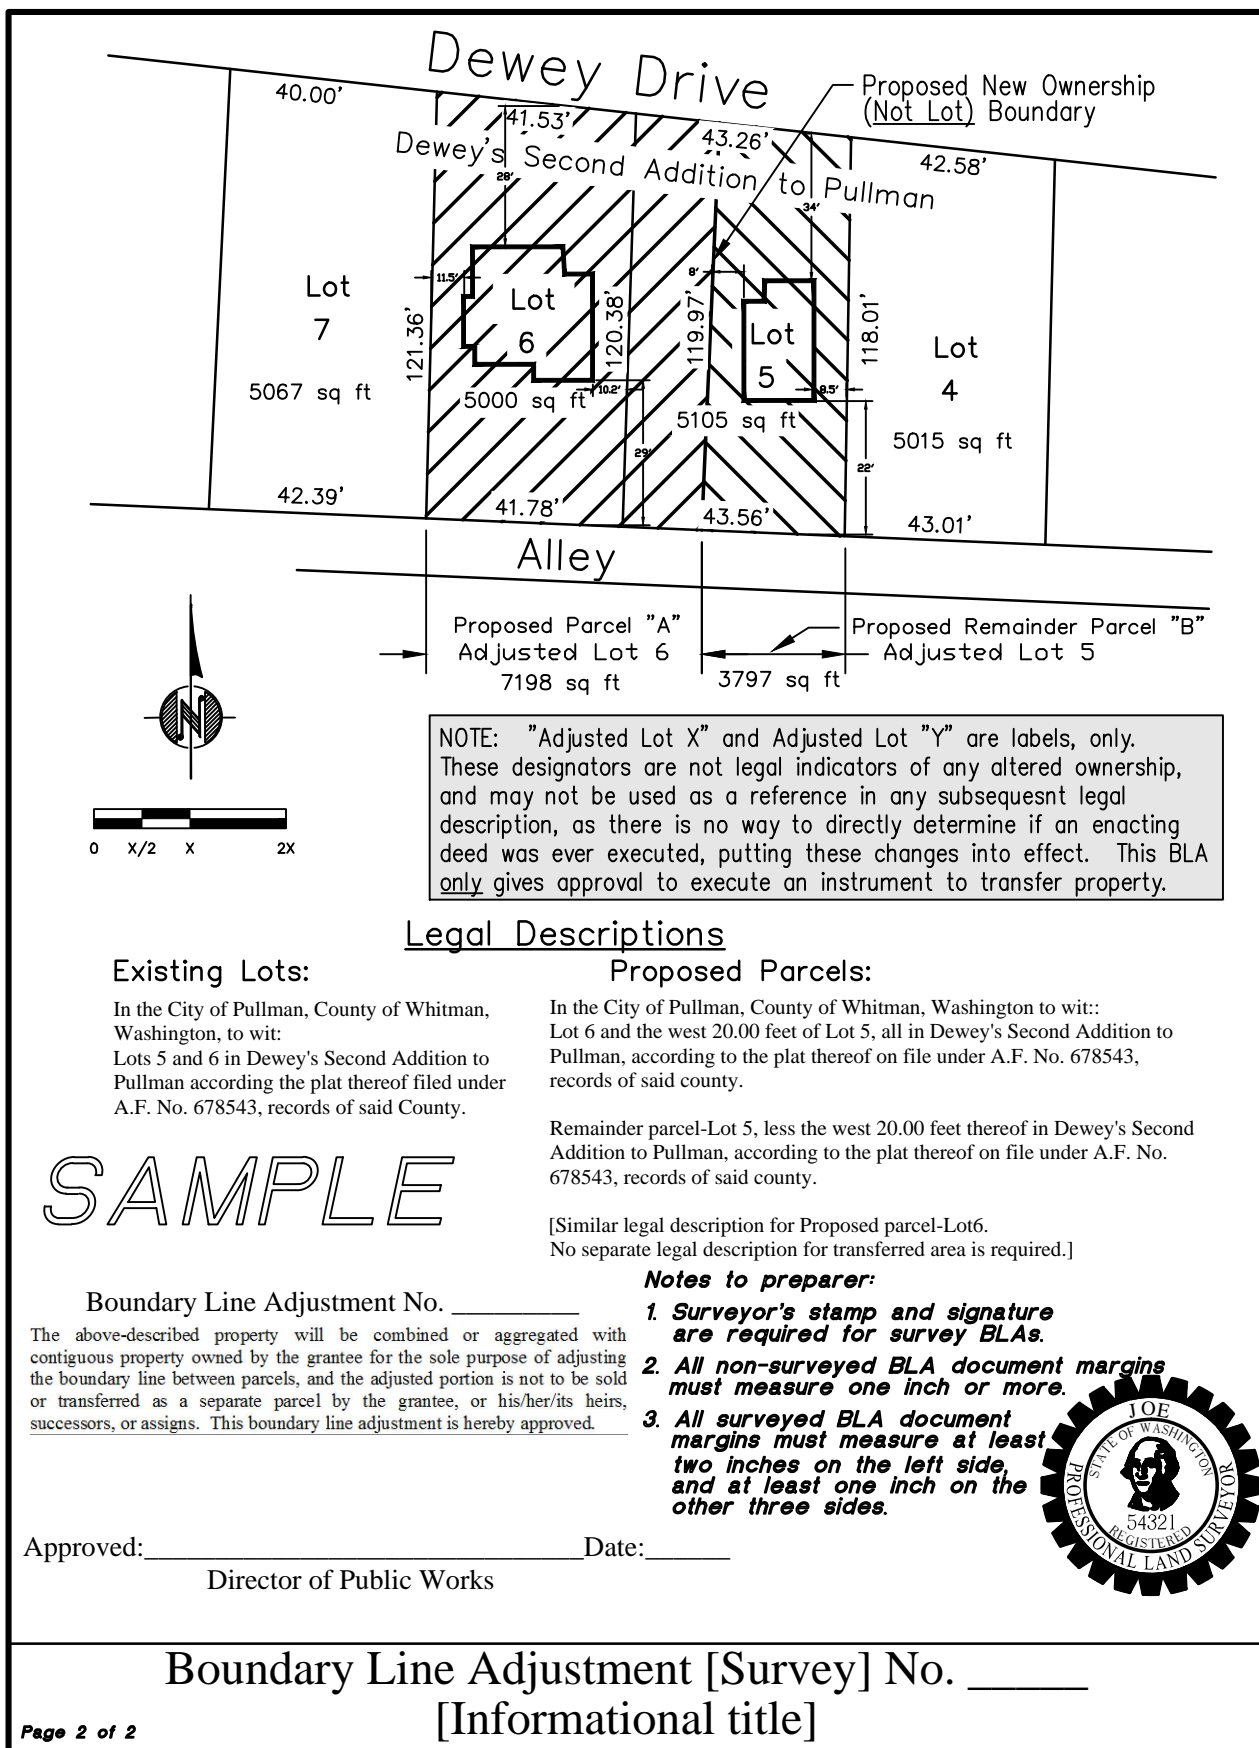 Dewey Drive
40.00'
41.53'
43.26'
42.58'
Proposed New Ownership
(Not Lot) Boundary
Dewey's Second Addition to Pullman
28'
34'
11.5'
8'
Lot
7
5067 sq ft
121.36'
Lot
6
5000 sq ft
120.38'
10.2'
29'
119.97'
Lot
5
5105 sq ft
8.5'
22'
118.01'
Lot
4
5015 sq ft
42.39'
41.78'
43.56'
43.01'
Alley
Proposed Parcel "A"
Adjusted Lot 6
7198 sq ft
Proposed Remainder Parcel "B"
Adjusted Lot 5
3797 sq ft
N
0 X/2 X 2X
NOTE: "Adjusted Lot X" and Adjusted Lot "Y" are labels, only.
These designators are not legal indicators of any altered ownership,
and may not be used as a reference in any subsequesnt legal
description, as there is no way to directly determine if an enacting
deed was ever executed, putting these changes into effect. This BLA
only gives approval to execute an instrument to transfer property.
Legal Descriptions
Existing Lots:
In the City of Pullman, County of Whitman,
Washington, to wit:
Lots 5 and 6 in Dewey's Second Addition to
Pullman according the plat thereof filed under
A.F. No. 678543, records of said County.
SAMPLE
Proposed Parcels:
In the City of Pullman, County of Whitman, Washington to wit::
Lot 6 and the west 20.00 feet of Lot 5, all in Dewey's Second Addition to
Pullman, according to the plat thereof on file under A.F. No. 678543,
records of said county.
Remainder parcel-Lot 5, less the west 20.00 feet thereof in Dewey's Second
Addition to Pullman, according to the plat thereof on file under A.F. No.
678543, records of said county.
[Similar legal description for Proposed parcel-Lot6.
No separate legal description for transferred area is required.]
Boundary Line Adjustment No. _________
The above-described property will be combined or aggregated with
contiguous property owned by the grantee for the sole purpose of adjusting
the boundary line between parcels, and the adjusted portion is not to be sold
or transferred as a separate parcel by the grantee, or his/her/its heirs,
successors, or assigns. This boundary line adjustment is hereby approved.
Notes to preparer:
1. Surveyor's stamp and signature
are required for survey BLAs.
2. All non-surveyed BLA document margins
must measure one inch or more.
3. All surveyed BLA document
margins must measure at least
two inches on the left side,
and at least one inch on the
other three sides.
JOE
STATE OF WASHINGTON
54321
REGISTERED
PROFESSIONAL LAND SURVEYOR
Approved:_______________________________Date:______
Director of Public Works
Boundary Line Adjustment [Survey] No. _____
[Informational title]
Page 2 of 2